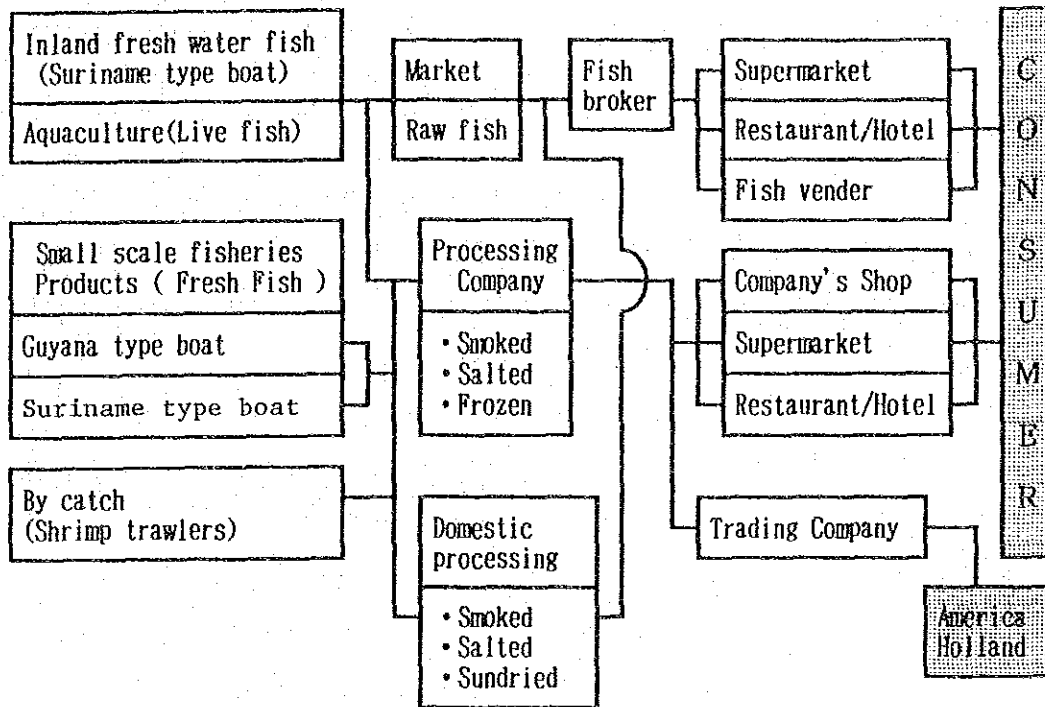 Inland fresh water fish
(Suriname type boat)
Aquaculture(Live fish)
Market
Raw fish
Fish
broker
Supermarket
Restaurant/Hotel
Fish vender
Small scale fisheries
Products ( Fresh Fish )
Guyana type boat
Suriname type boat
Processing
Company
・Smoked
・Salted
・Frozen
Company's Shop
Supermarket
Restaurant/Hotel
By catch
(Shrimp trawlers)
Domestic
processing
・Smoked
・Salted
・Sundried
Trading Company
America
Holland
CONSUMER